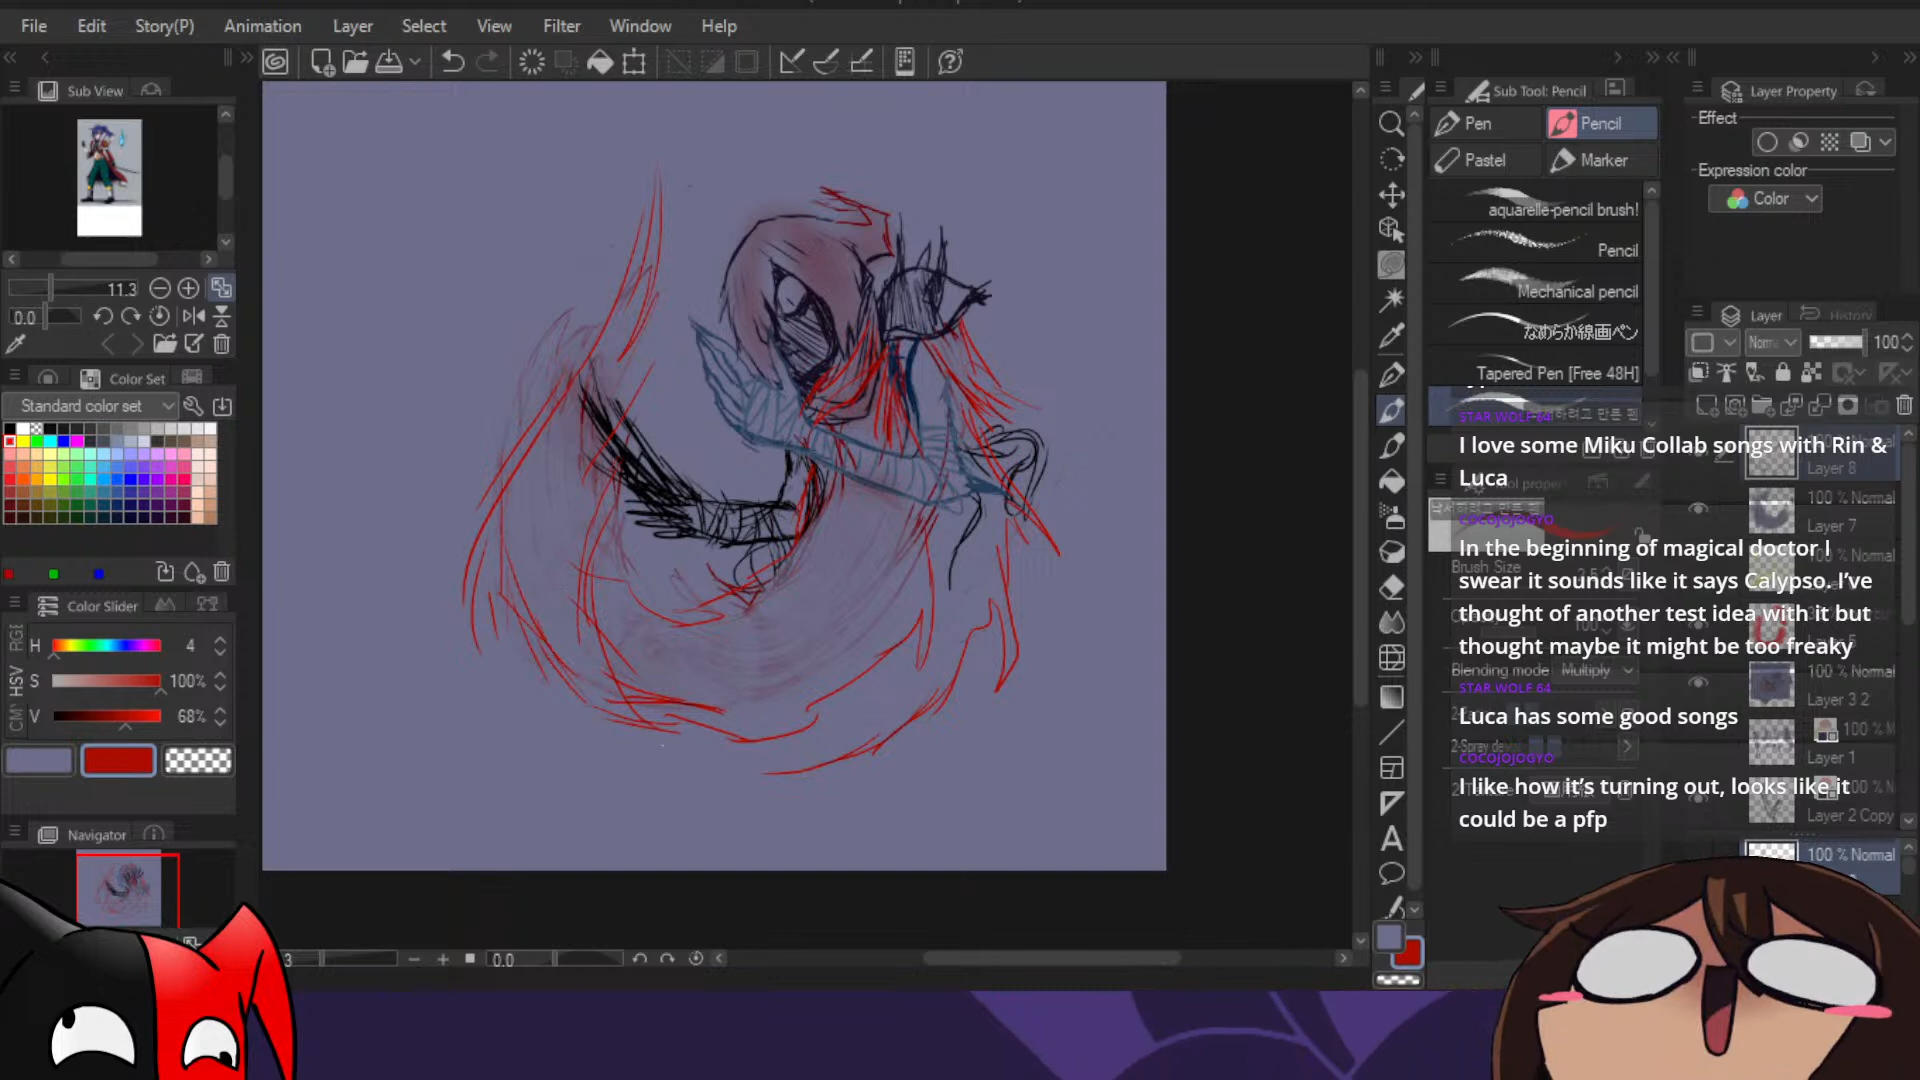 File Edit Story(P) Animation Layer Select View Filter Window Help
Sub View
11.3
0.0
Color Set
Standard color set
Color Slider
RGB
HSV
H 4
S 100%
V 68%
Navigator
0.0
Sub Tool: Pencil
Pen
Pencil
Pastel
Marker
aquarelle-pencil brush!
Pencil
Mechanical pencil
なめらか線画ペン
Tapered Pen [Free 48H]
Brush Size
Blending mode Multiply
Layer Property
Effect
Expression color
Color
Layer
History
100
Layer 8
100 % Normal
Layer 7
100 % Normal
100 % Normal
Layer 3 2
Layer 1
Layer 2 Copy
100 % Normal
STAR WOLF 64
I love some Miku Collab songs with Rin &
Luca
COCOJOJOGYO
In the beginning of magical doctor I
swear it sounds like it says Calypso. I've
thought of another test idea with it but
thought maybe it might be too freaky
STAR WOLF 64
Luca has some good songs
COCOJOJOGYO
I like how it's turning out, looks like it
could be a pfp